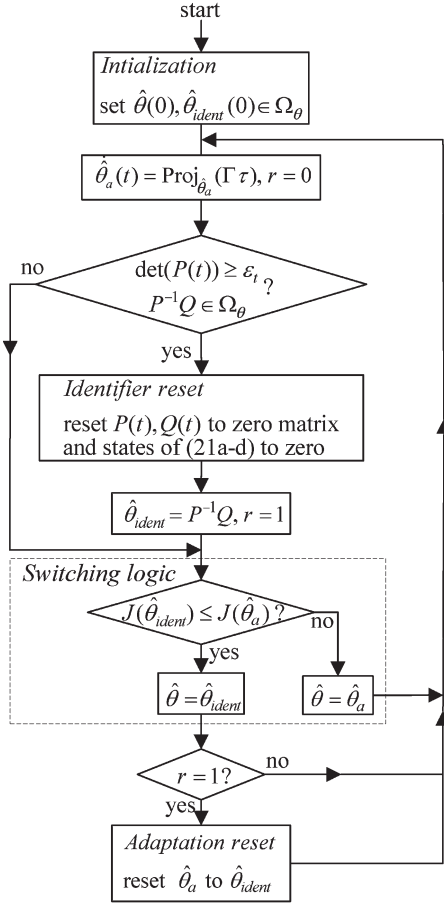 start
Intialization
set θ̂(0), θ̂_ident(0) ∈ Ω_θ
θ̂̇_a(t) = Proj_θ̂_a(Γτ), r = 0
no
det(P(t)) ≥ ε_t
?
P⁻¹Q ∈ Ω_θ
yes
Identifier reset
reset P(t), Q(t) to zero matrix
and states of (21a-d) to zero
θ̂_ident = P⁻¹Q, r = 1
Switching logic
J(θ̂_ident) ≤ J(θ̂_a)?
no
yes
θ̂ = θ̂_ident
θ̂ = θ̂_a
r = 1?
no
yes
Adaptation reset
reset θ̂_a to θ̂_ident